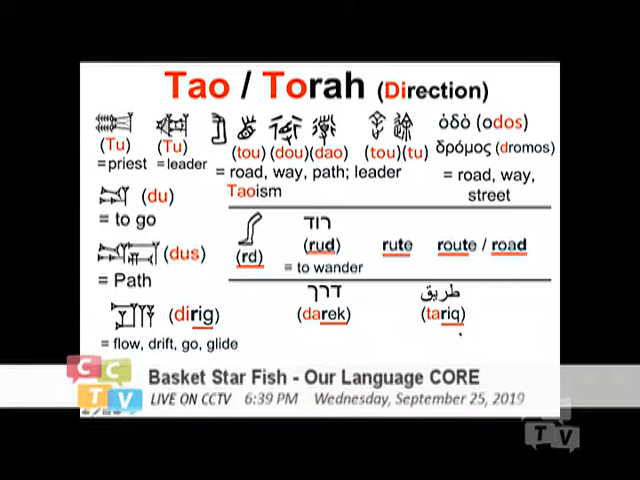 Tao / Torah (Direction)
(Tu) (Tu) (tou) (dou) (dao) (tou) (tu) ὁδὸ (odos)
=priest =leader = road, way, path; leader δρόμος (dromos)
Taoism = road, way,
street
(du)
= to go
(dus)
= Path
(dirig)
= flow, drift, go, glide
רוד
(rd) (rud) rute route / road
= to wander
דרך طريق
(darek) (tariq)
C C T V
Basket Star Fish - Our Language CORE
LIVE ON CCTV 6:39 PM Wednesday, September 25, 2019
T V